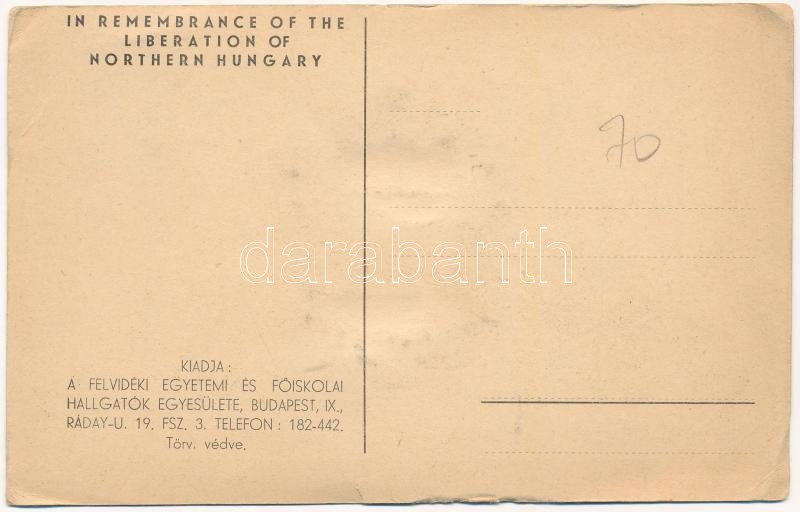 IN REMEMBRANCE OF THE
LIBERATION OF
NORTHERN HUNGARY
70
darabanth
KIADJA :
A FELVIDÉKI EGYETEMI ÉS FŐISKOLAI
HALLGATÓK EGYESÜLETE, BUDAPEST, IX.,
RÁDAY-U. 19. FSZ. 3. TELEFON : 182-442.
Törv. védve.